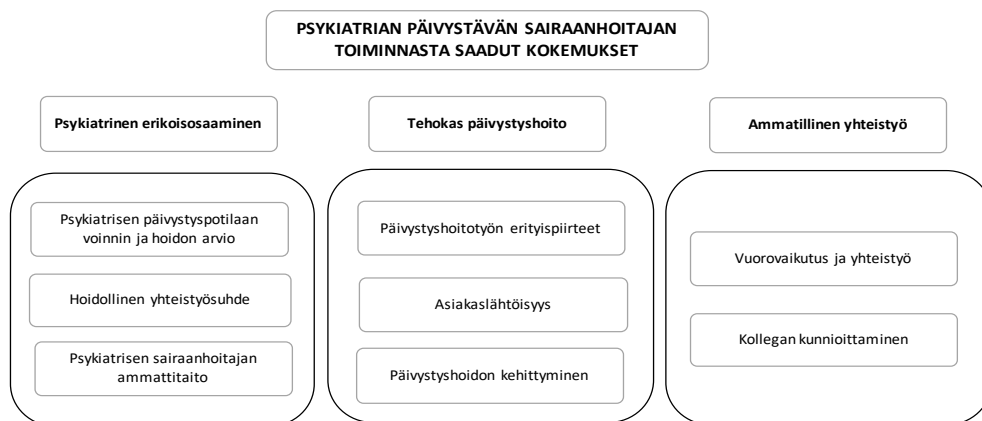 PSYKIATRIAN PÄIVYSTÄVÄN SAIRAANHOITAJAN
TOIMINNASTA SAADUT KOKEMUKSET
Psykiatrinen erikoisosaaminen
Psykiatrisen päivystyspotilaan
voinnin ja hoidon arvio
Hoidollinen yhteistyösuhde
Psykiatrisen sairaanhoitajan
ammattitaito
Tehokas päivystyshoito
Päivystyshoitotyön erityispiirteet
Asiakaslähtöisyys
Päivystyshoidon kehittyminen
Ammatillinen yhteistyö
Vuorovaikutus ja yhteistyö
Kollegan kunnioittaminen